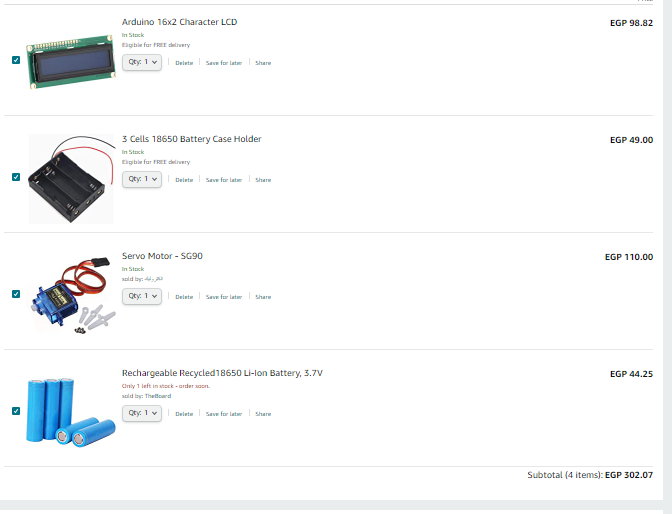 Arduino 16x2 Character LCD
EGP 98.82
In Stock
Eligible for FREE delivery
Qty: 1 Delete Save for later Share
3 Cells 18650 Battery Case Holder
EGP 49.00
In Stock
Eligible for FREE delivery
Qty: 1 Delete Save for later Share
Servo Motor - SG90
EGP 110.00
In Stock
sold by:
Qty: 1 Delete Save for later Share
Rechargeable Recycled18650 Li-Ion Battery, 3.7V
EGP 44.25
Only 1 left in stock - order soon.
sold by: TheBoard
Qty: 1 Delete Save for later Share
Subtotal (4 items): EGP 302.07